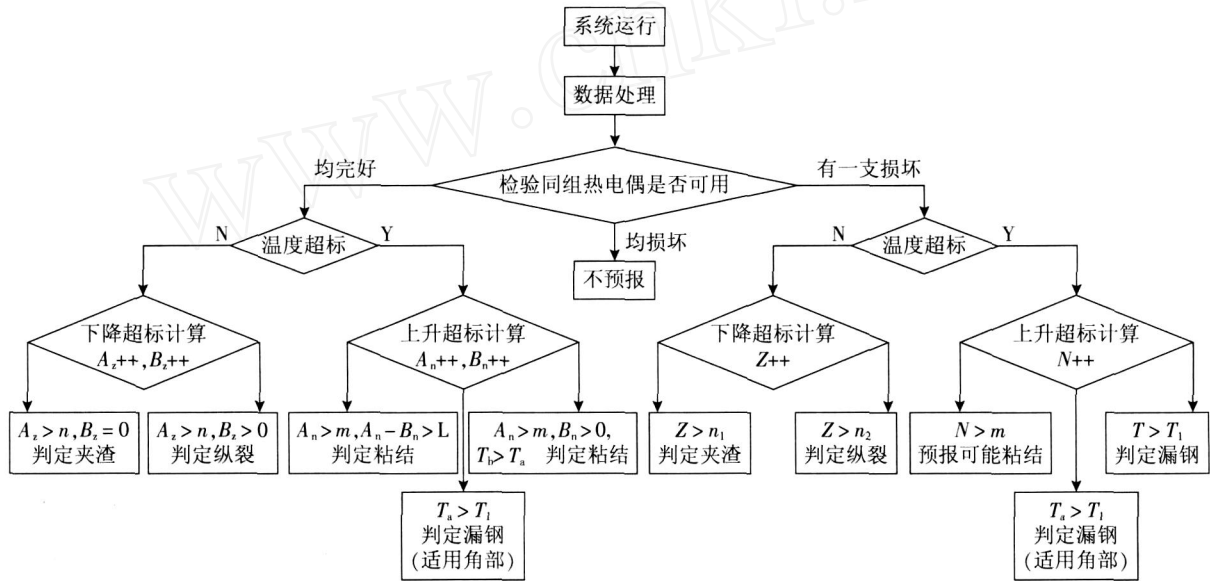 系统运行
数据处理
检验同组热电偶是否可用
均完好
有一支损坏
均损坏
不预报
N
温度超标
Y
N
温度超标
Y
下降超标计算
A_z++,B_z++
上升超标计算
A_n++,B_n++
下降超标计算
Z++
上升超标计算
N++
A_z>n,B_z=0
判定夹渣
A_z>n,B_z>0
判定纵裂
A_n>m,A_n-B_n>L
判定粘结
A_n>m,B_n>0,
T_b>T_a 判定粘结
Z>n_1
判定夹渣
Z>n_2
判定纵裂
N>m
预报可能粘结
T>T_1
判定漏钢
T_a>T_l
判定漏钢
(适用角部)
T_a>T_l
判定漏钢
(适用角部)